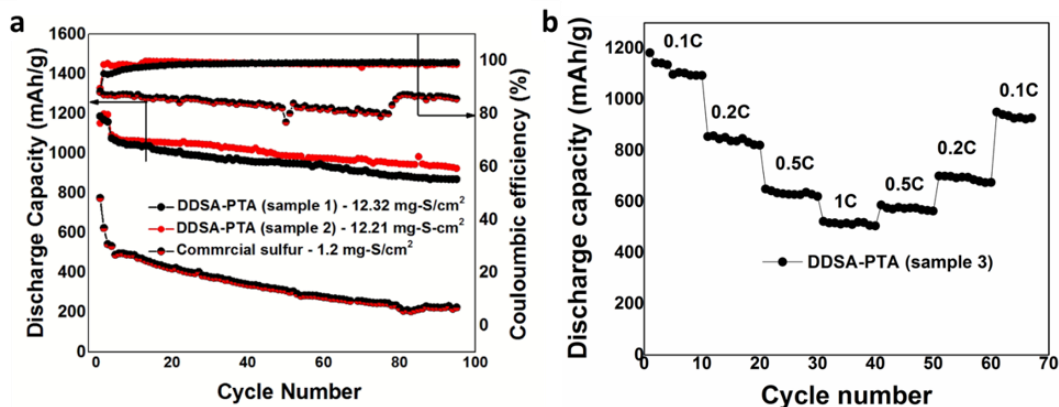 a
1600
1400
1200
1000
800
600
400
200
0
Discharge Capacity (mAh/g)
100
80
60
40
20
0
Couloumbic efficiency (%)
DDSA-PTA (sample 1) - 12.32 mg-S/cm²
DDSA-PTA (sample 2) - 12.21 mg-S-cm²
Commrcial sulfur - 1.2 mg-S/cm²
0 20 40 60 80 100
Cycle Number
b
1200
1000
800
600
400
200
0
Discharge capacity (mAh/g)
0.1C
0.2C
0.5C
1C
0.5C
0.2C
0.1C
DDSA-PTA (sample 3)
0 10 20 30 40 50 60 70
Cycle number